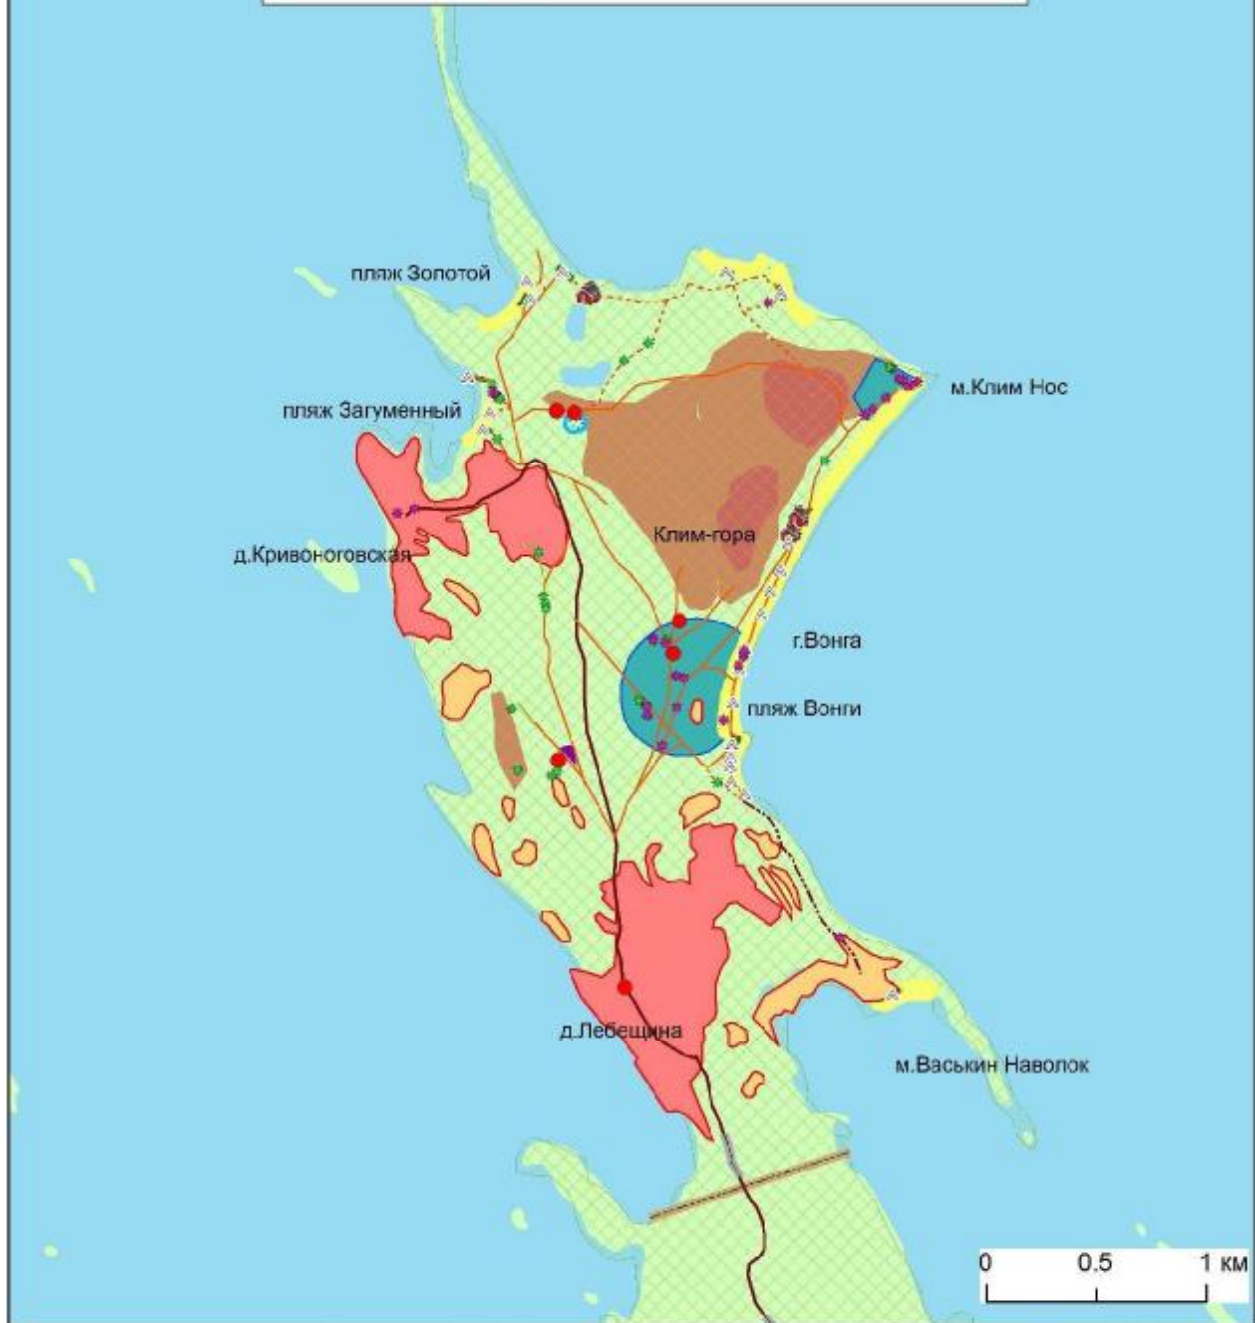 пляж Золотой
м.Клим Нос
пляж Загуменный
Клим-гора
д.Кривоноговская
г.Вонга
пляж Вонги
д.Лебещина
м.Васькин Наволок
0 0.5 1 км